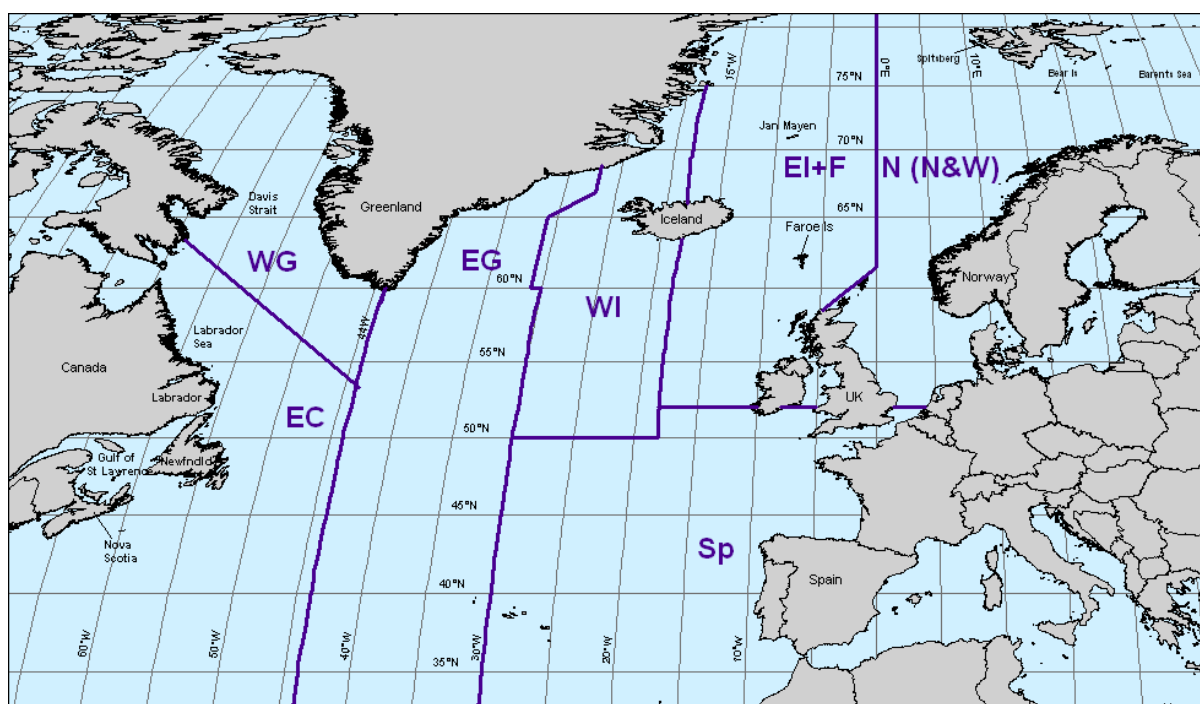 15°W
75°N
0°E
Spitsberg
10°E
Bear Is
Barents Sea
Jan Mayen
70°N
EI+F
N (N&W)
Davis
Strait
Greenland
65°N
Iceland
Faroe Is
WG
EG
60°N
Norway
WI
44W
Labrador
Sea
55°N
Canada
Labrador
UK
EC
50°N
Gulf of
St Lawrence
Newfndld
45°N
Nova
Scotia
Sp
40°N
Spain
60°W
50°W
40°W
30°W
35°N
20°W
10°W